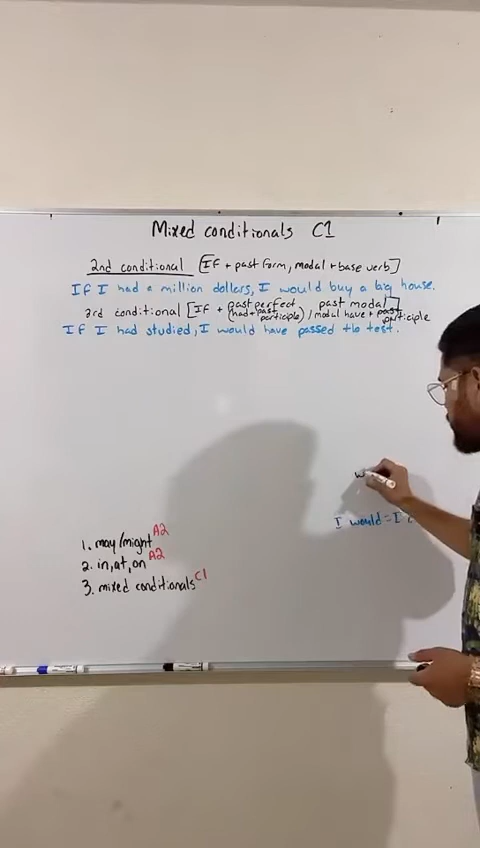 Mixed conditionals C1
2nd conditional [If + past form, modal + base verb]
If I had a million dollars, I would buy a big house.
3rd conditional [If + past perfect, past modal]
(had + past participle) / modal have + past participle
If I had studied, I would have passed the test.
w
I would = I
1. may/might A2
2. in, at, on A2
3. mixed conditionals C1